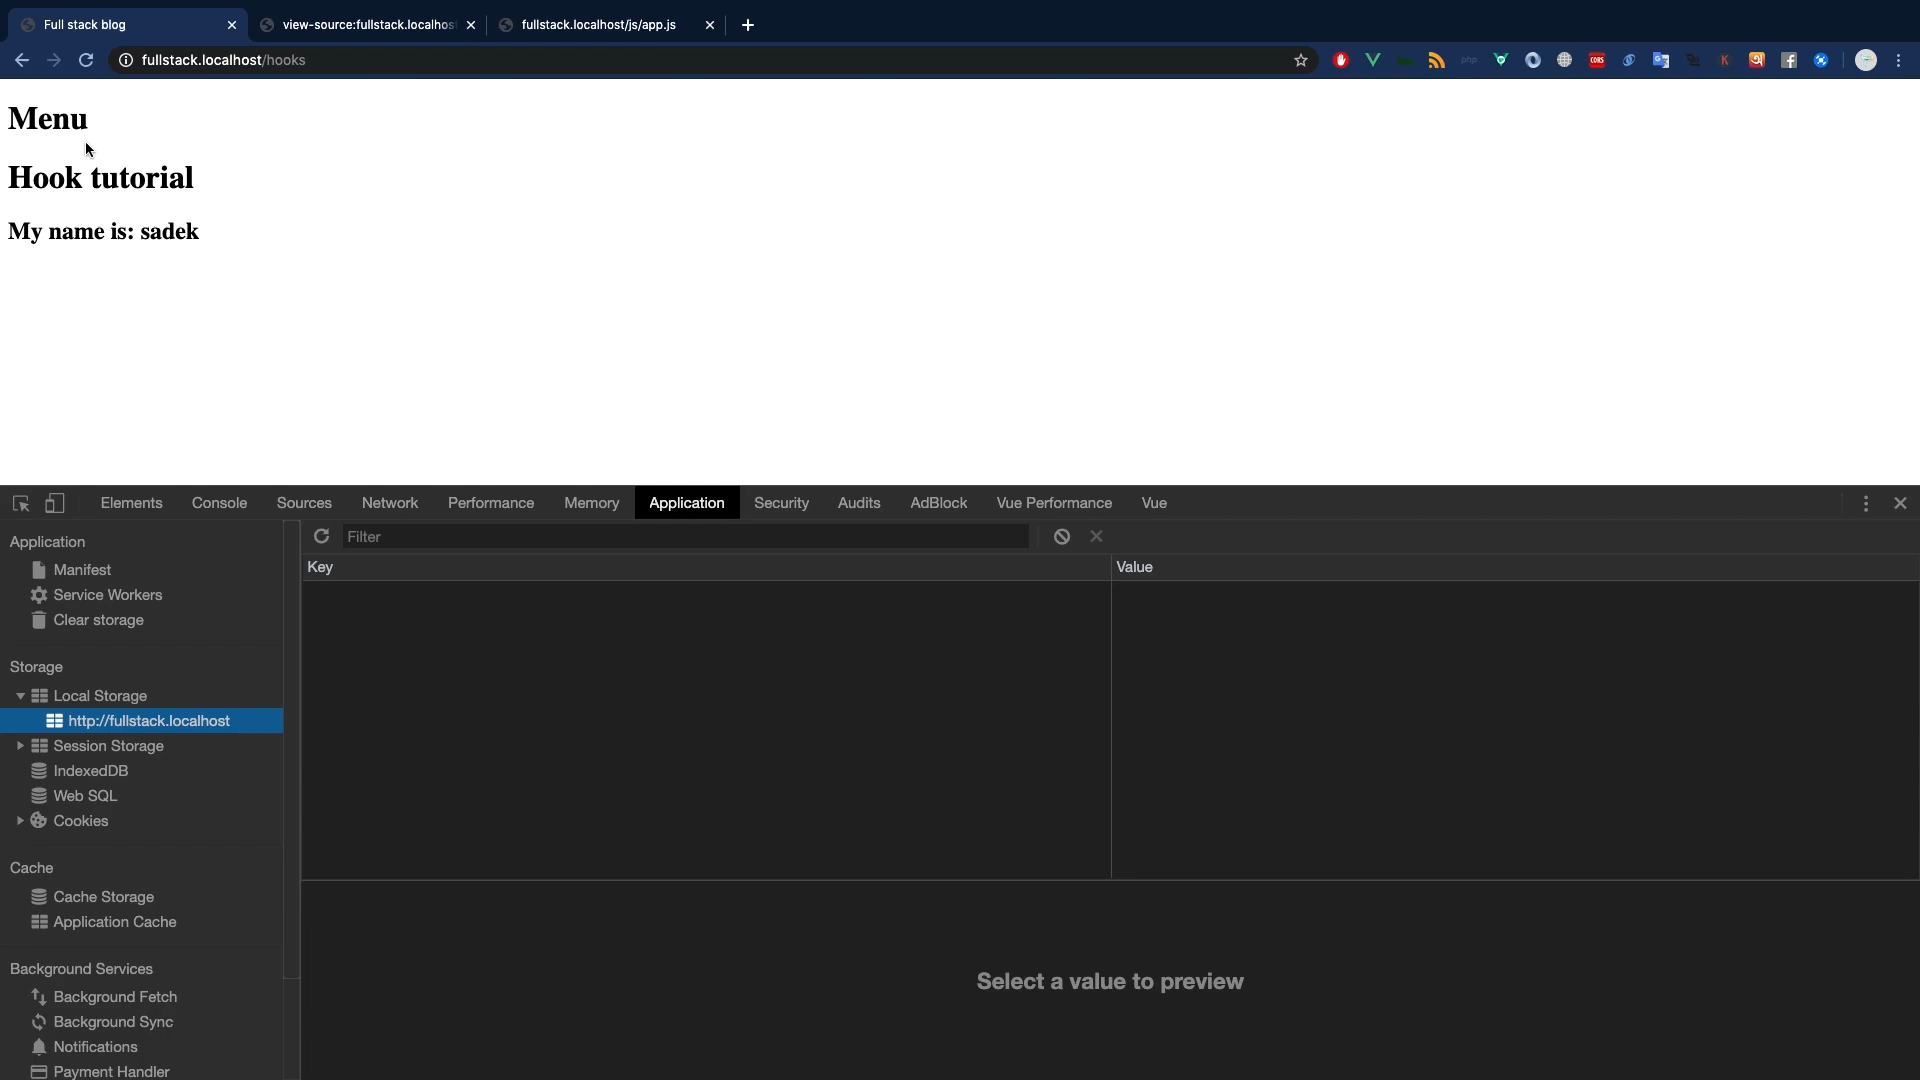 Full stack blog
view-source:fullstack.localhos
fullstack.localhost/js/app.js
fullstack.localhost/hooks
php
CORS
K
Menu
Hook tutorial
My name is: sadek
Elements
Console
Sources
Network
Performance
Memory
Application
Security
Audits
AdBlock
Vue Performance
Vue
Application
Manifest
Service Workers
Clear storage
Storage
Local Storage
http://fullstack.localhost
Session Storage
IndexedDB
Web SQL
Cookies
Cache
Cache Storage
Application Cache
Background Services
Background Fetch
Background Sync
Notifications
Payment Handler
Filter
Key
Value
Select a value to preview